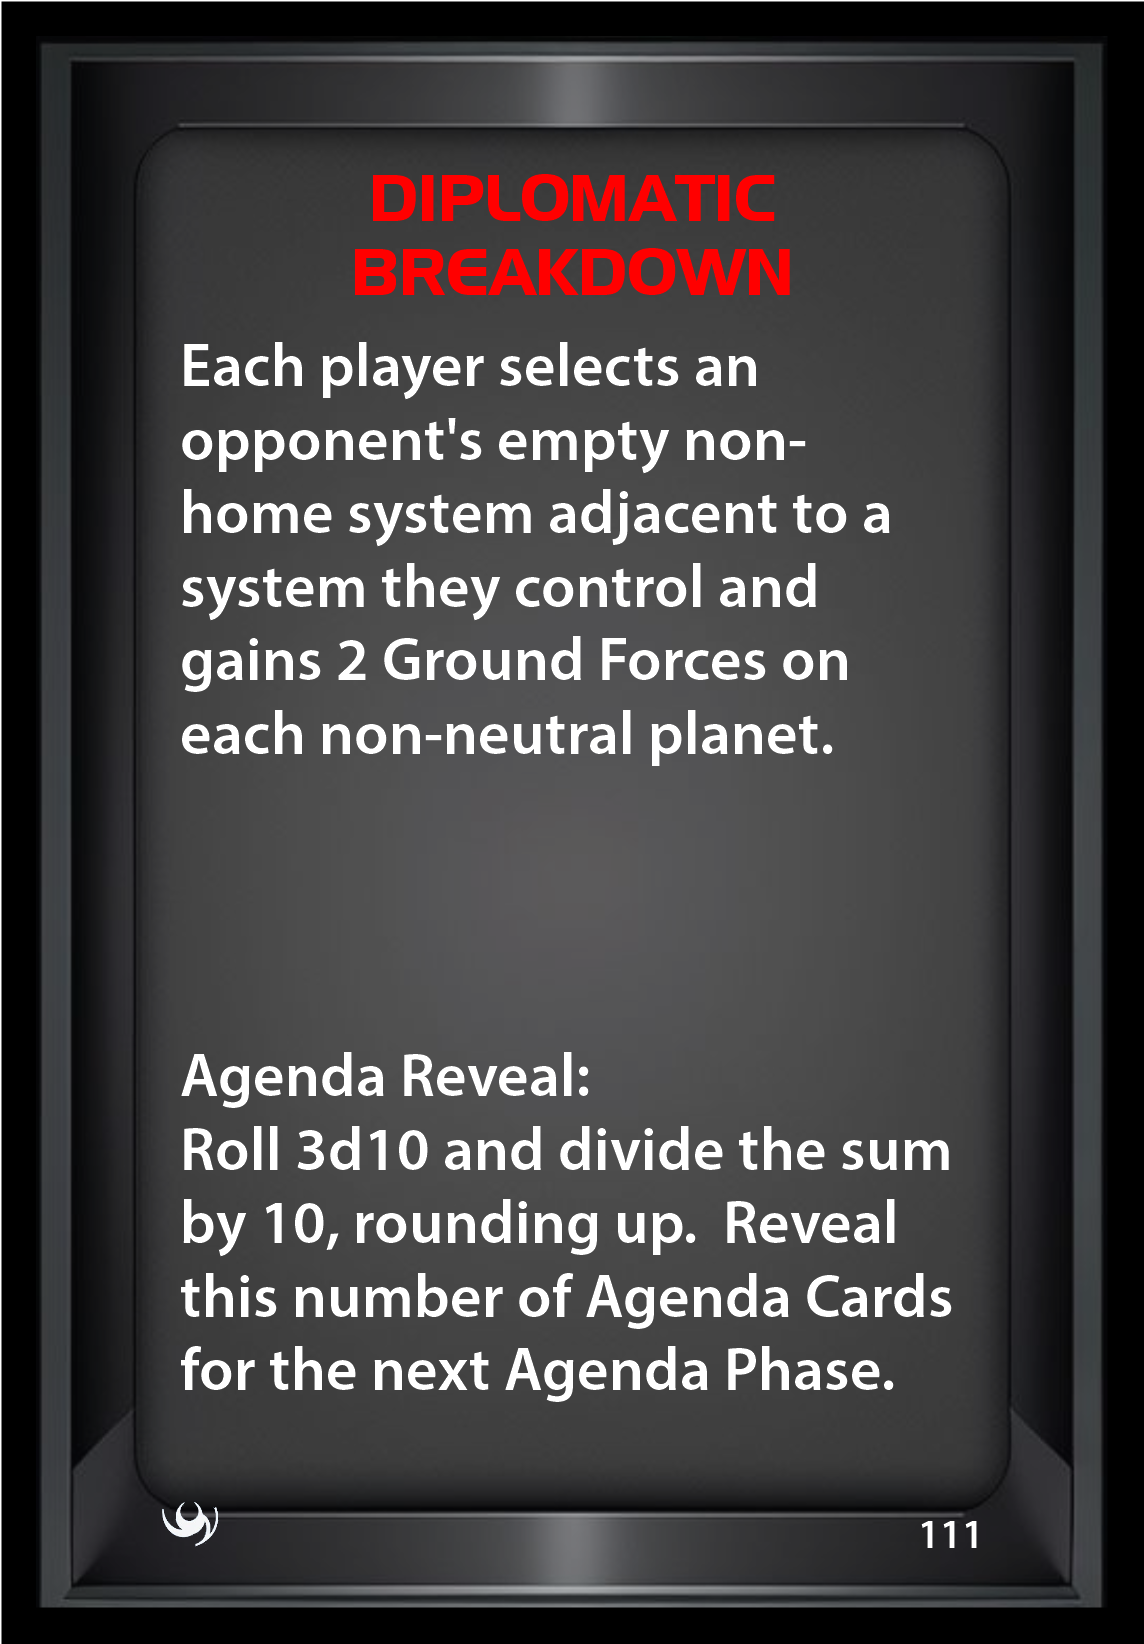 DIPLOMATIC
BREAKDOWN
Each player selects an
opponent's empty non-
home system adjacent to a
system they control and
gains 2 Ground Forces on
each non-neutral planet.
Agenda Reveal:
Roll 3d10 and divide the sum
by 10, rounding up.  Reveal
this number of Agenda Cards
for the next Agenda Phase.
111